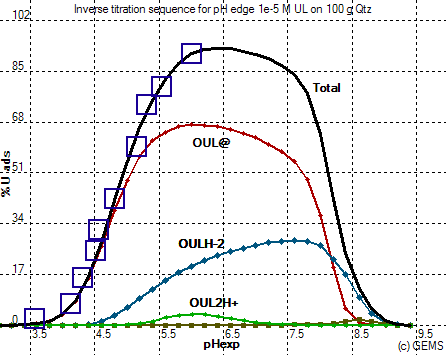 Inverse titration sequence for pH edge 1e-5 M UL on 100 g Qtz
102
85
Total
68
OUL@
51
% U ads
34
OULH-2
17
OUL2H+
0
3.5 4.5 5.5 6.5 7.5 8.5 9.5
pHexp
(c) GEMS